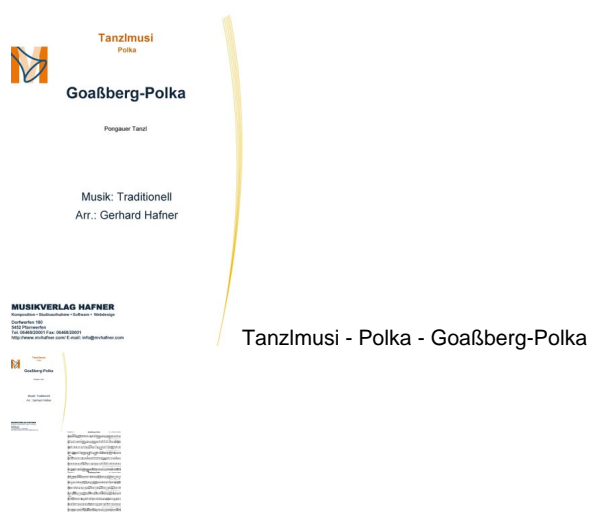 Tanzlmusi
Polka
Goaßberg-Polka
Pongauer Tanzl
Musik: Traditionell
Arr.: Gerhard Hafner
MUSIKVERLAG HAFNER
Komposition • Studioaufnahme • Software • Webdesign
Dorfwerfen 180
5452 Pfarrwerfen
Tel: 06468/20001 Fax: 06468/20001
http://www.mvhafner.com/ E-mail: info@mvhafner.com
Tanzlmusi - Polka - Goaßberg-Polka
Tanzlmusi
Goaßberg-Polka
Musik: Traditionell
Arr.: Gerhard Hafner
MUSIKVERLAG HAFNER